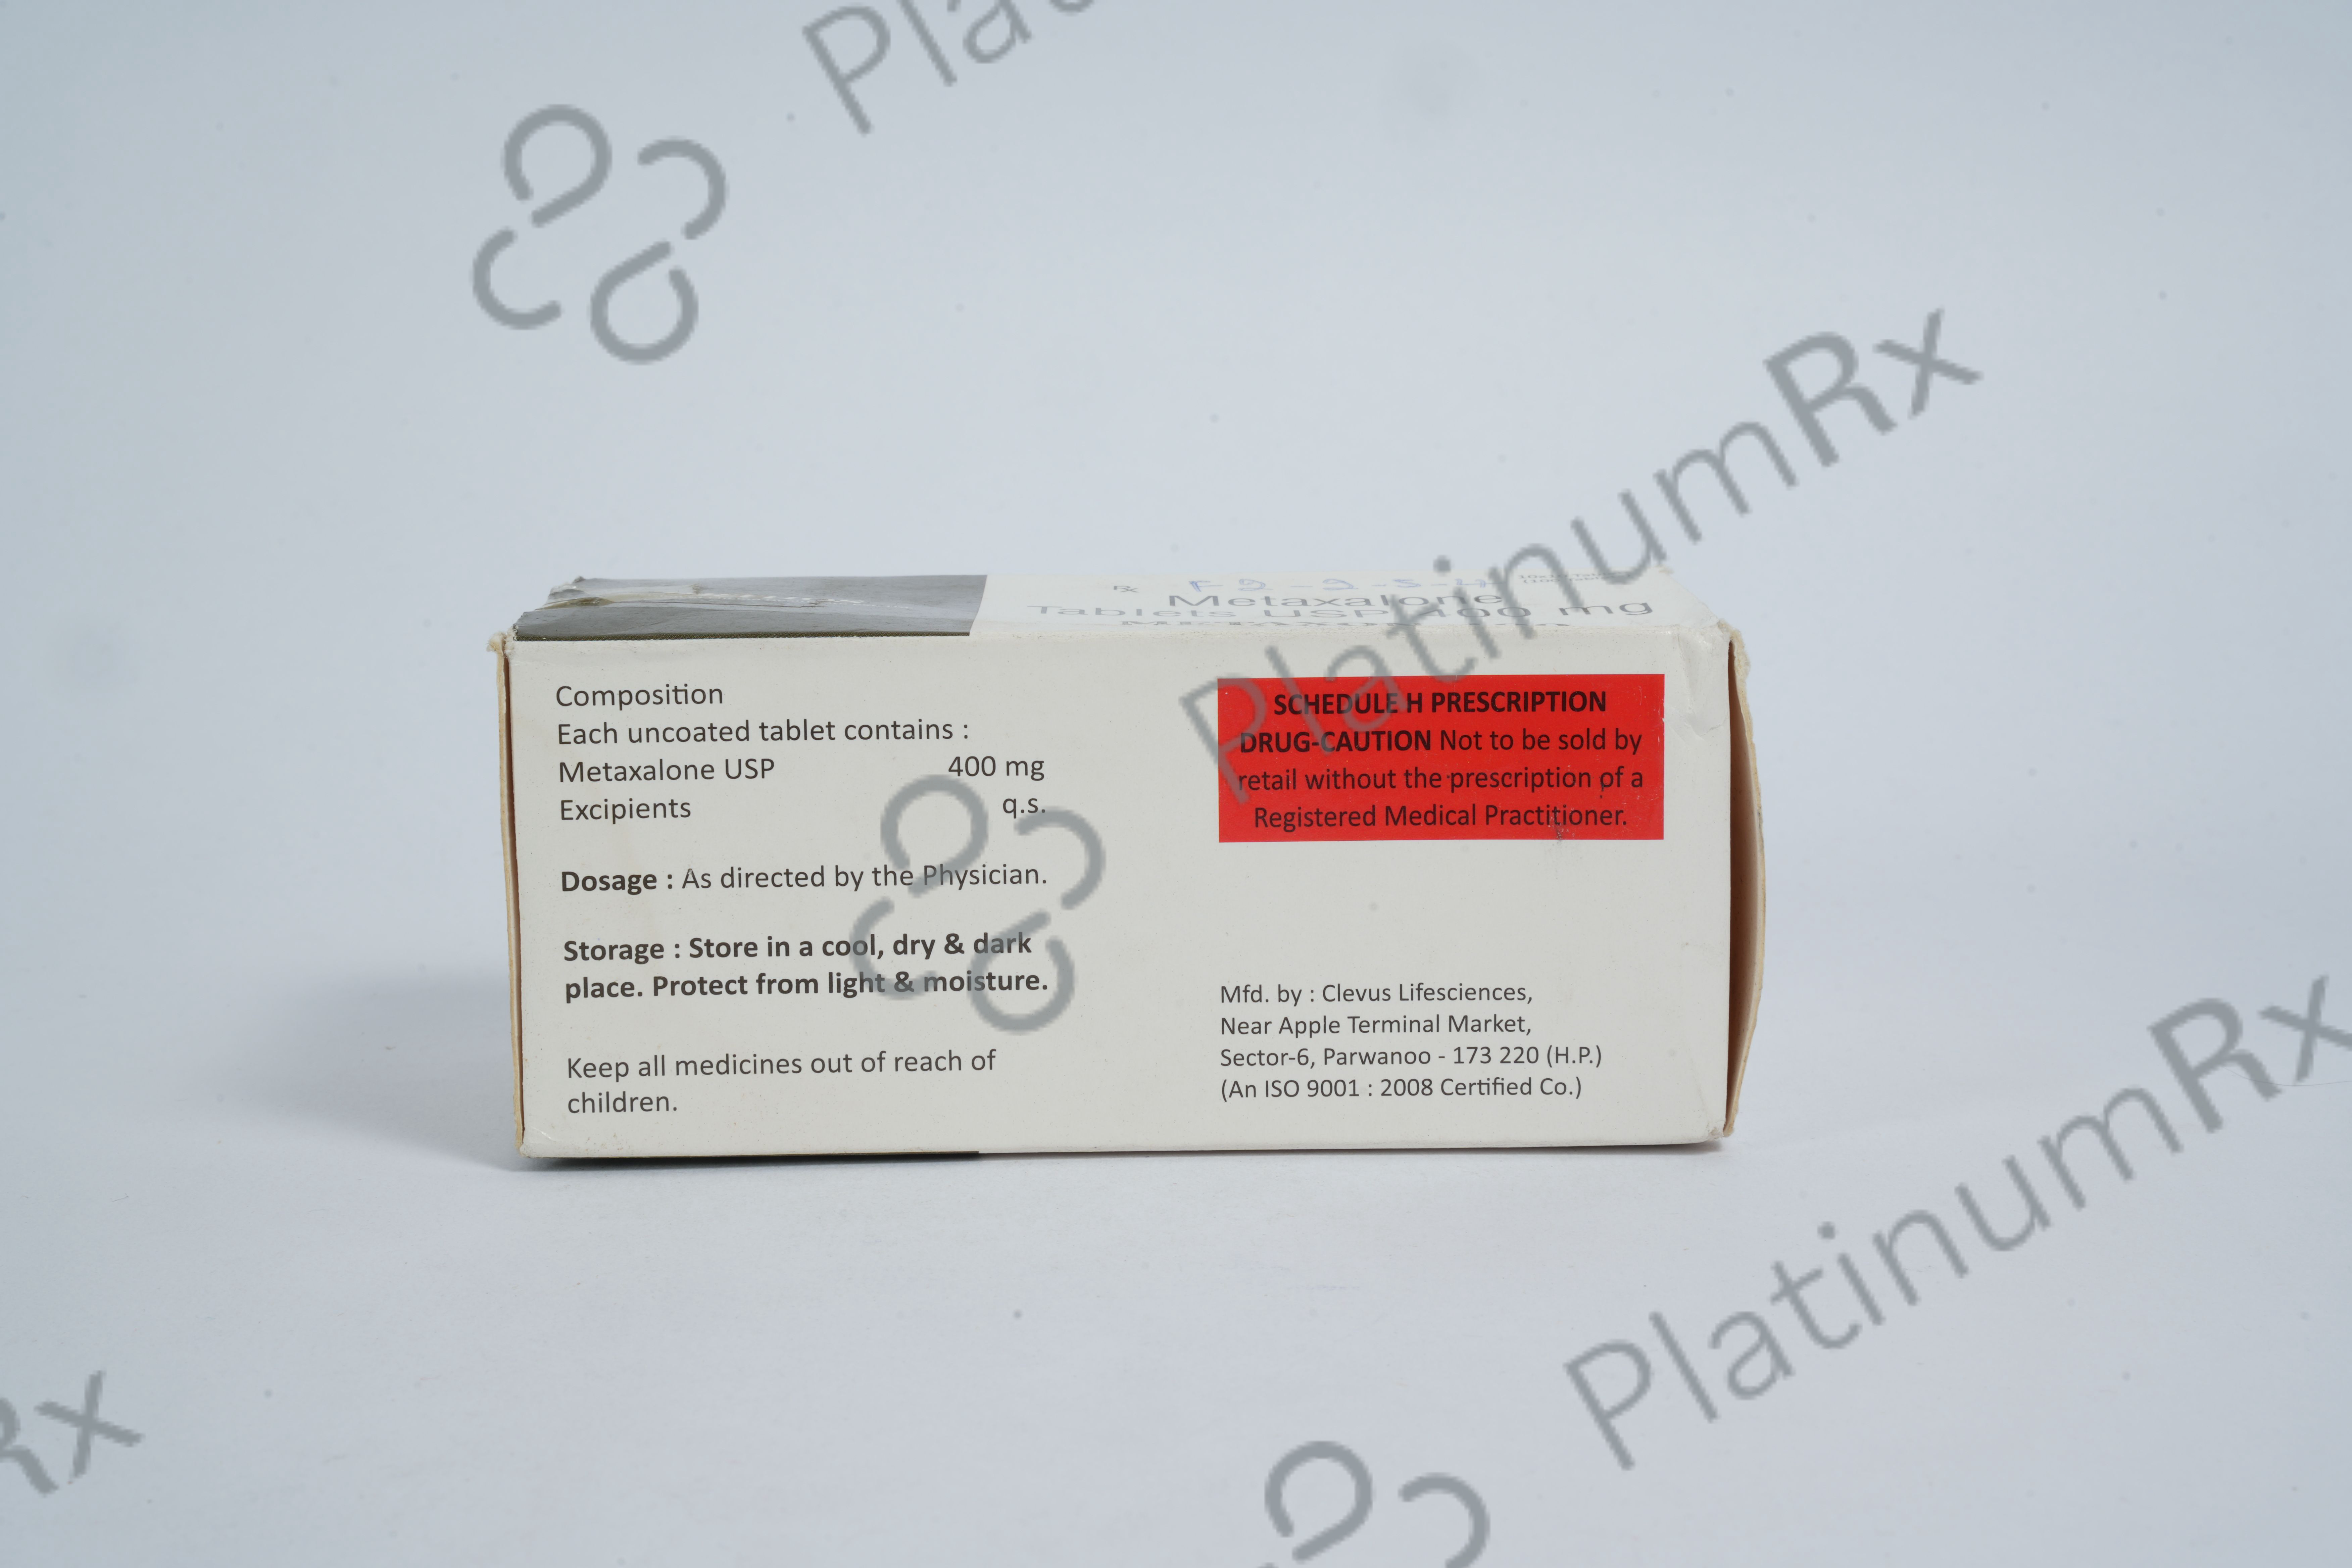 Pla
PlatinumRx
PlatinumRx
Rx
Metaxalone
Tablets USP 400 mg
Composition
Each uncoated tablet contains :
Metaxalone USP 400 mg
Excipients q.s.
Dosage : As directed by the Physician.
Storage : Store in a cool, dry & dark
place. Protect from light & moisture.
Keep all medicines out of reach of
children.
SCHEDULE H PRESCRIPTION
DRUG-CAUTION Not to be sold by
retail without the prescription of a
Registered Medical Practitioner.
Mfd. by : Clevus Lifesciences,
Near Apple Terminal Market,
Sector-6, Parwanoo - 173 220 (H.P.)
(An ISO 9001 : 2008 Certified Co.)